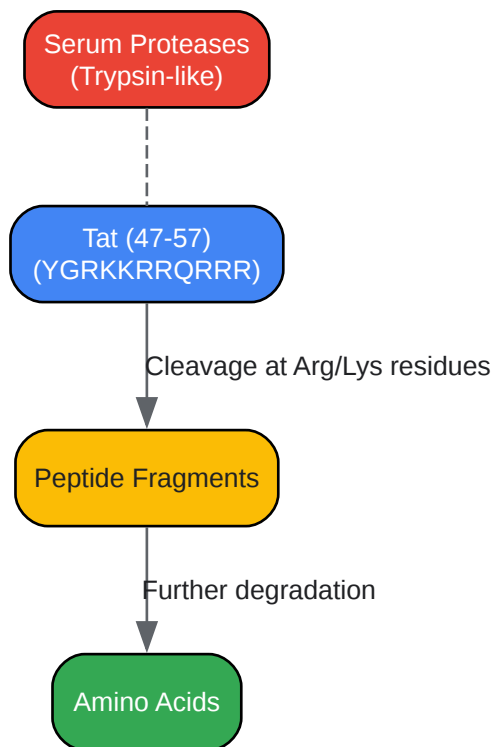 Serum Proteases
(Trypsin-like)
Tat (47-57)
(YGRKKRRQRRR)
Cleavage at Arg/Lys residues
Peptide Fragments
Further degradation
Amino Acids